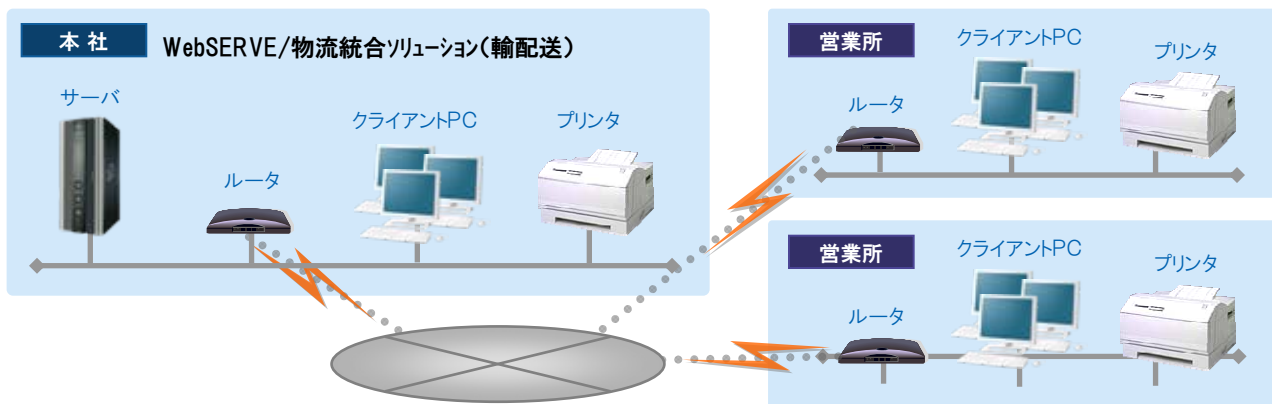 本 社
WebSERVE/物流統合ソリューション(輸配送)
サーバ
ルータ
クライアントPC
プリンタ
営業所
クライアントPC
プリンタ
ルータ
営業所
クライアントPC
プリンタ
ルータ